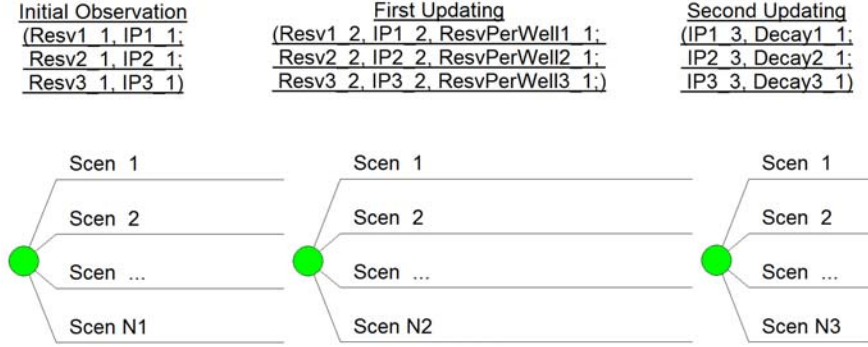 Initial Observation
(Resv1_1, IP1_1;
Resv2_1, IP2_1;
Resv3_1, IP3_1)
First Updating
(Resv1_2, IP1_2, ResvPerWell1_1;
Resv2_2, IP2_2, ResvPerWell2_1;
Resv3_2, IP3_2, ResvPerWell3_1;)
Second Updating
(IP1_3, Decay1_1;
IP2_3, Decay2_1;
IP3_3, Decay3_1)
Scen 1
Scen 2
Scen ...
Scen N1
Scen 1
Scen 2
Scen ...
Scen N2
Scen 1
Scen 2
Scen ...
Scen N3